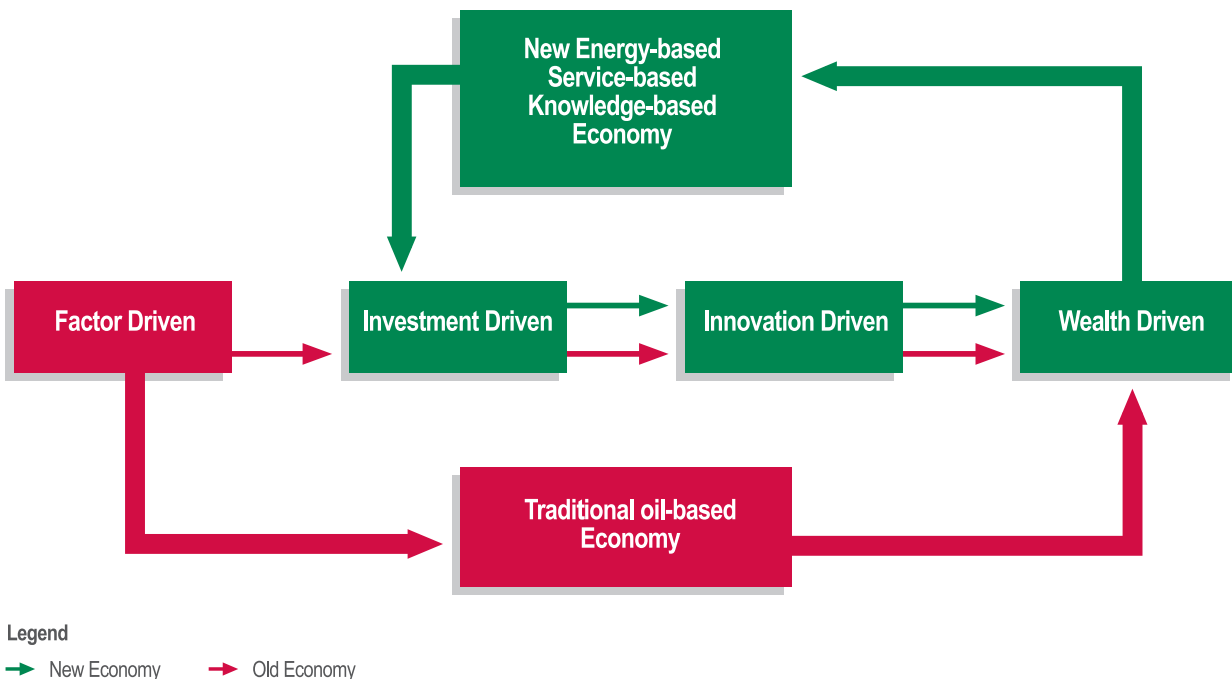 New Energy-based
Service-based
Knowledge-based
Economy
Factor Driven
Investment Driven
Innovation Driven
Wealth Driven
Traditional oil-based
Economy
Legend
New Economy
Old Economy